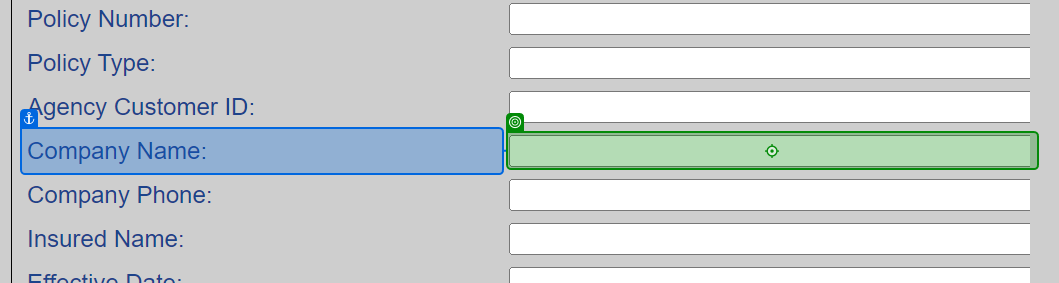 Policy Number:
Policy Type:
Agency Customer ID:
Company Name:
Company Phone:
Insured Name:
Effective Date: